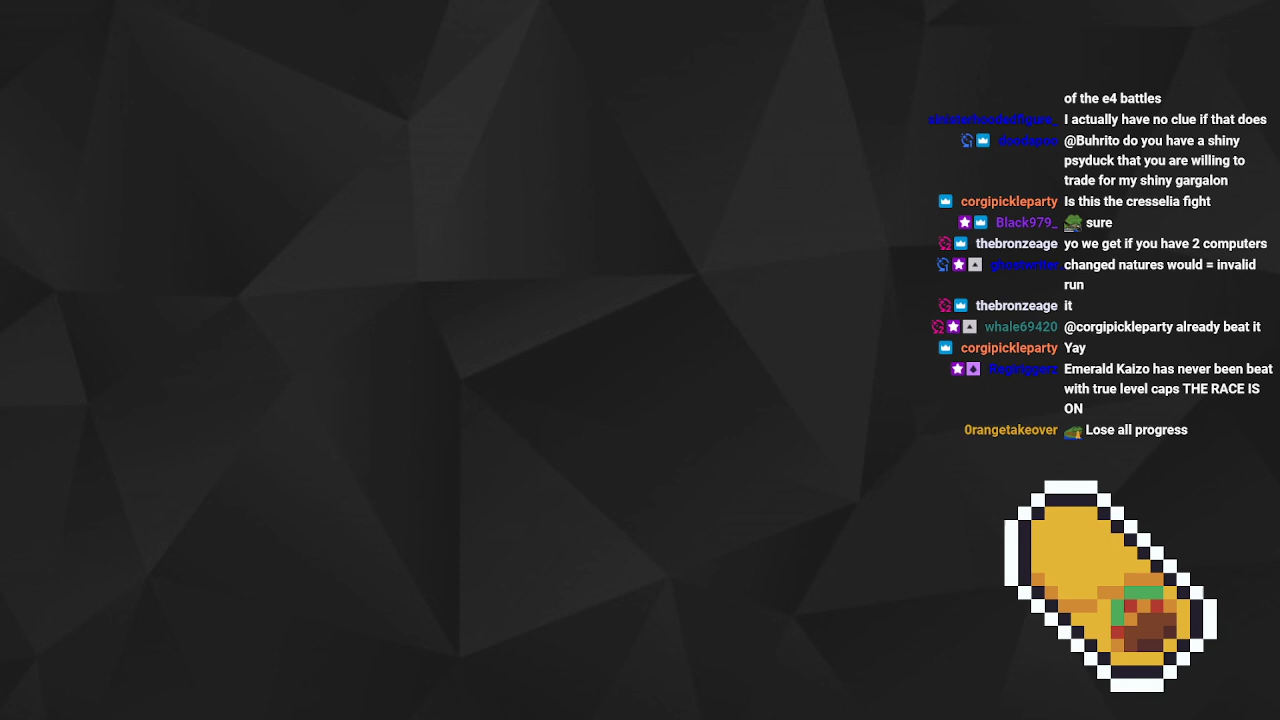 of the e4 battles
I actually have no clue if that does
@Buhrito do you have a shiny
psyduck that you are willing to
trade for my shiny gargalon
corgipickleparty Is this the cresselia fight
Black979_ sure
thebronzeage yo we get if you have 2 computers
changed natures would = invalid
run
thebronzeage it
whale69420 @corgipickleparty already beat it
corgipickleparty Yay
Emerald Kaizo has never been beat
with true level caps THE RACE IS
ON
0rangetakeover Lose all progress